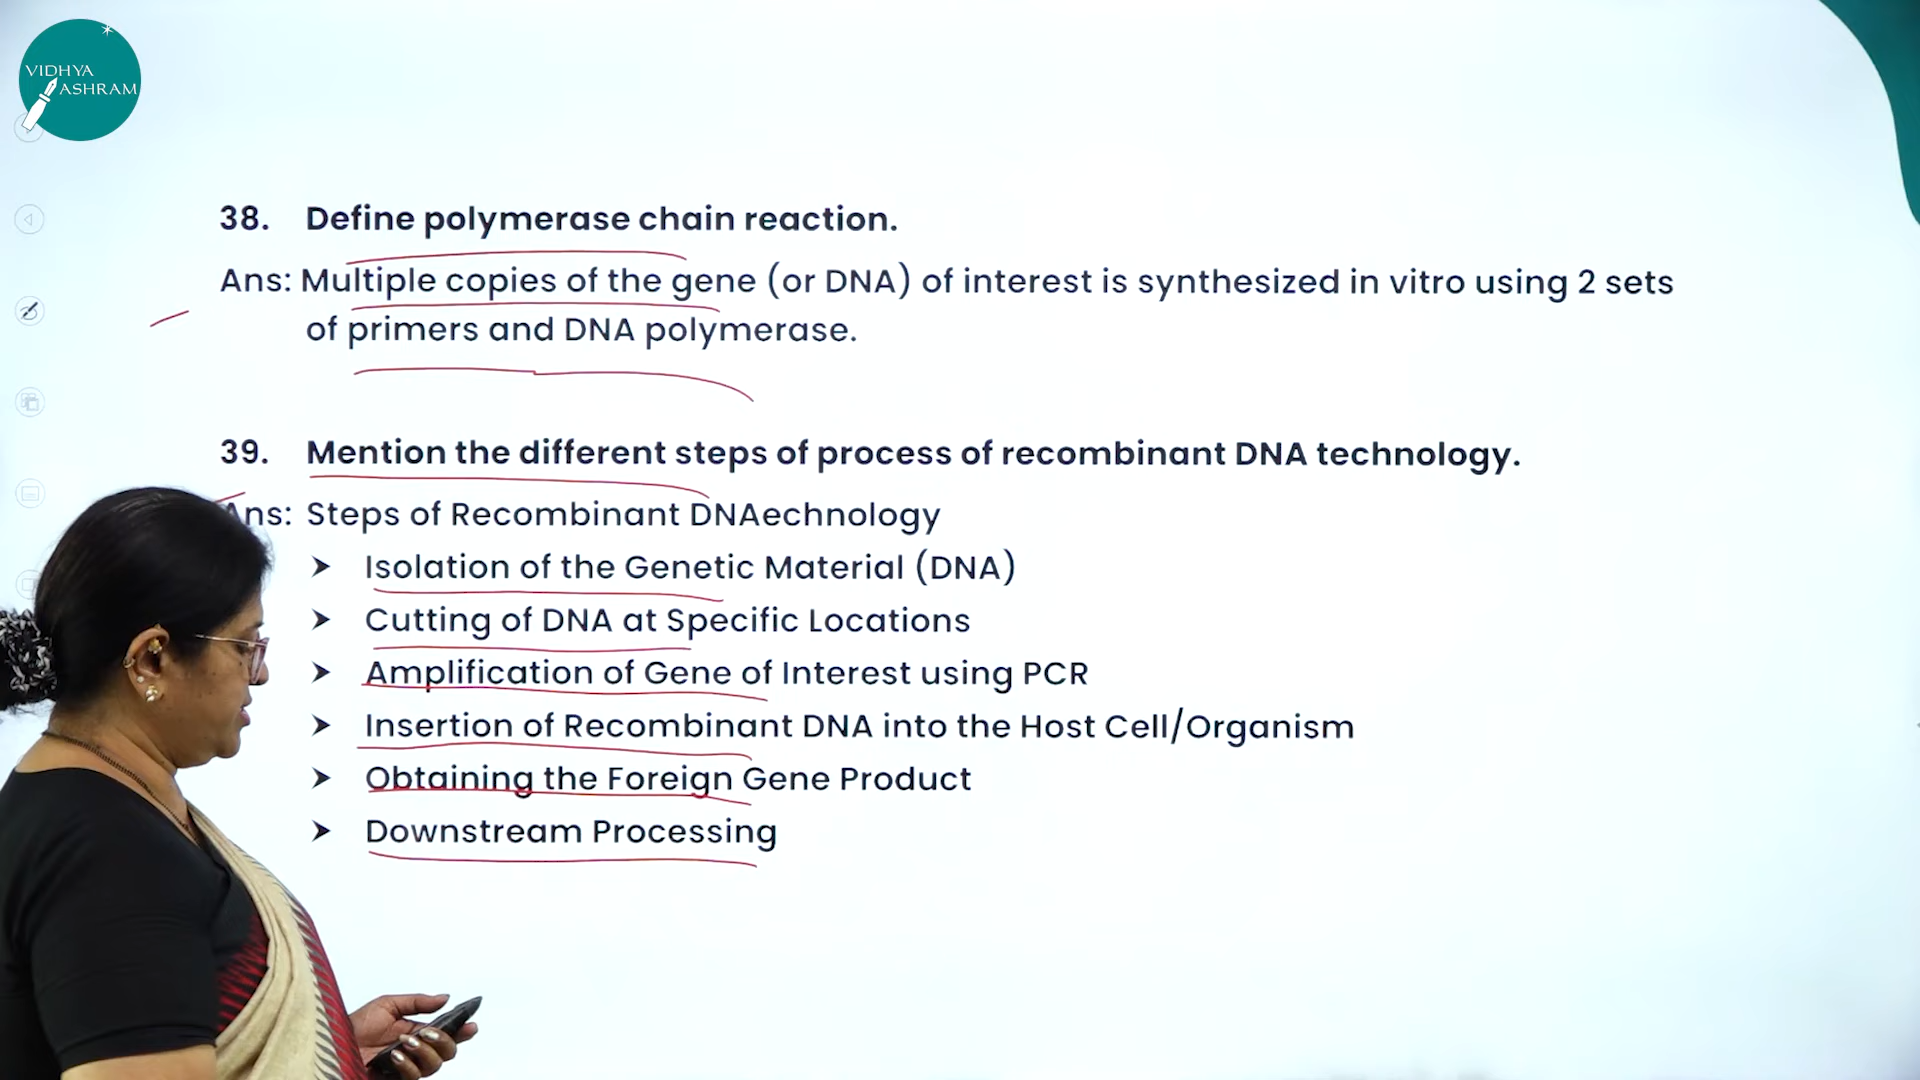 VIDHYA
ASHRAM
38. Define polymerase chain reaction.
Ans: Multiple copies of the gene (or DNA) of interest is synthesized in vitro using 2 sets
of primers and DNA polymerase.
39. Mention the different steps of process of recombinant DNA technology.
Ans: Steps of Recombinant DNAechnology
➤ Isolation of the Genetic Material (DNA)
➤ Cutting of DNA at Specific Locations
➤ Amplification of Gene of Interest using PCR
➤ Insertion of Recombinant DNA into the Host Cell/Organism
➤ Obtaining the Foreign Gene Product
➤ Downstream Processing